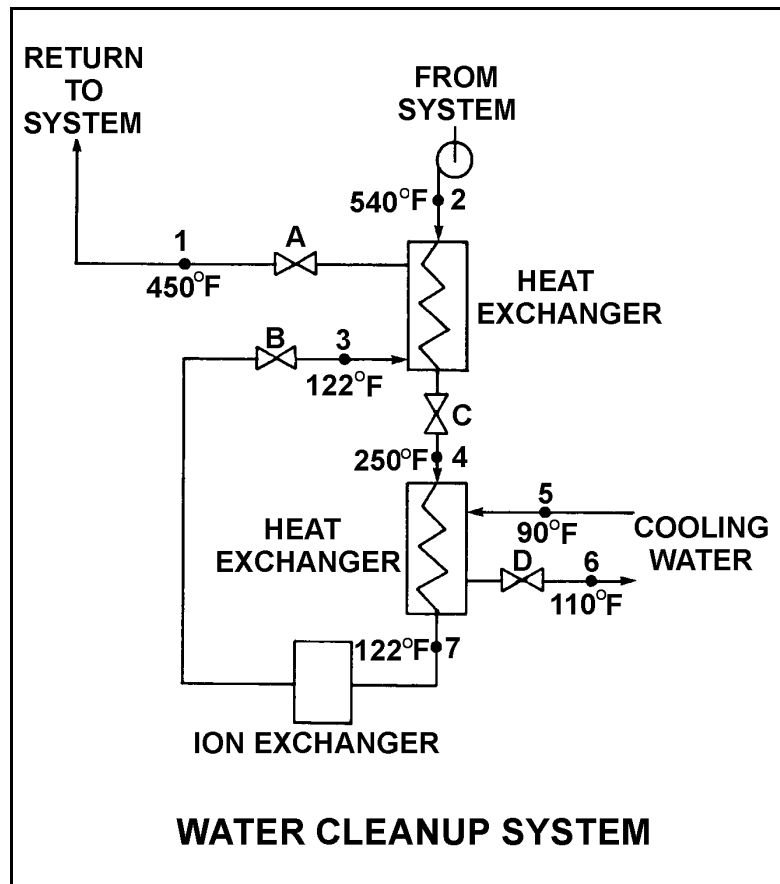 RETURN
TO
SYSTEM
FROM
SYSTEM
540°F 2
1
A
450°F
HEAT
EXCHANGER
B
3
122°F
C
250°F 4
HEAT
EXCHANGER
5
90°F
COOLING
WATER
D
6
110°F
122°F 7
ION EXCHANGER
WATER CLEANUP SYSTEM